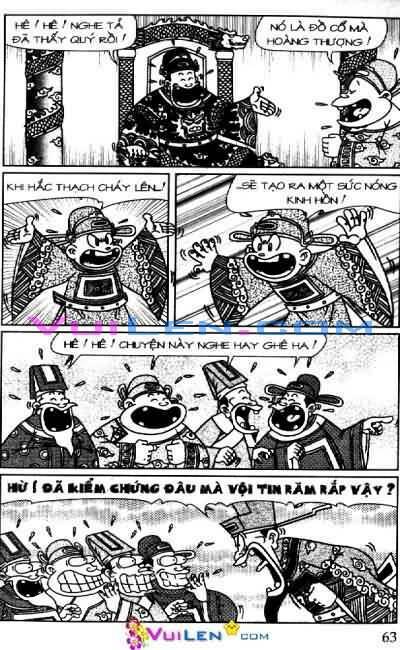 HÊ! HÊ! NGHE TẢ
ĐÃ THẤY QUÝ RỒI!
NÓ LÀ ĐỒ CỔ MÀ
HOÀNG THƯỢNG!
KHI HẮC THẠCH CHÁY LÊN...!
...SẼ TẠO RA MỘT SỨC NÓNG
KINH HỒN!
VUILEN.COM
HÊ! HÊ! CHUYỆN NÀY NGHE HAY GHÊ HA!
HỪ! ĐÃ KIỂM CHỨNG ĐÂU MÀ VỘI TIN RĂM RẮP VẬY?
63
VUILEN.COM